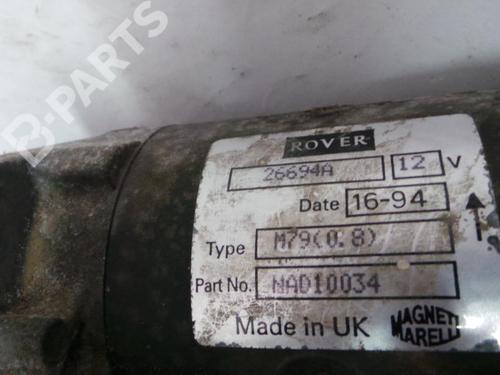 B-PARTS
ROVER
26694A 12 V
Date 16-94
Type M79(0.8)
Part No. NAD10034
Made in UK MAGNETI
MARELLI